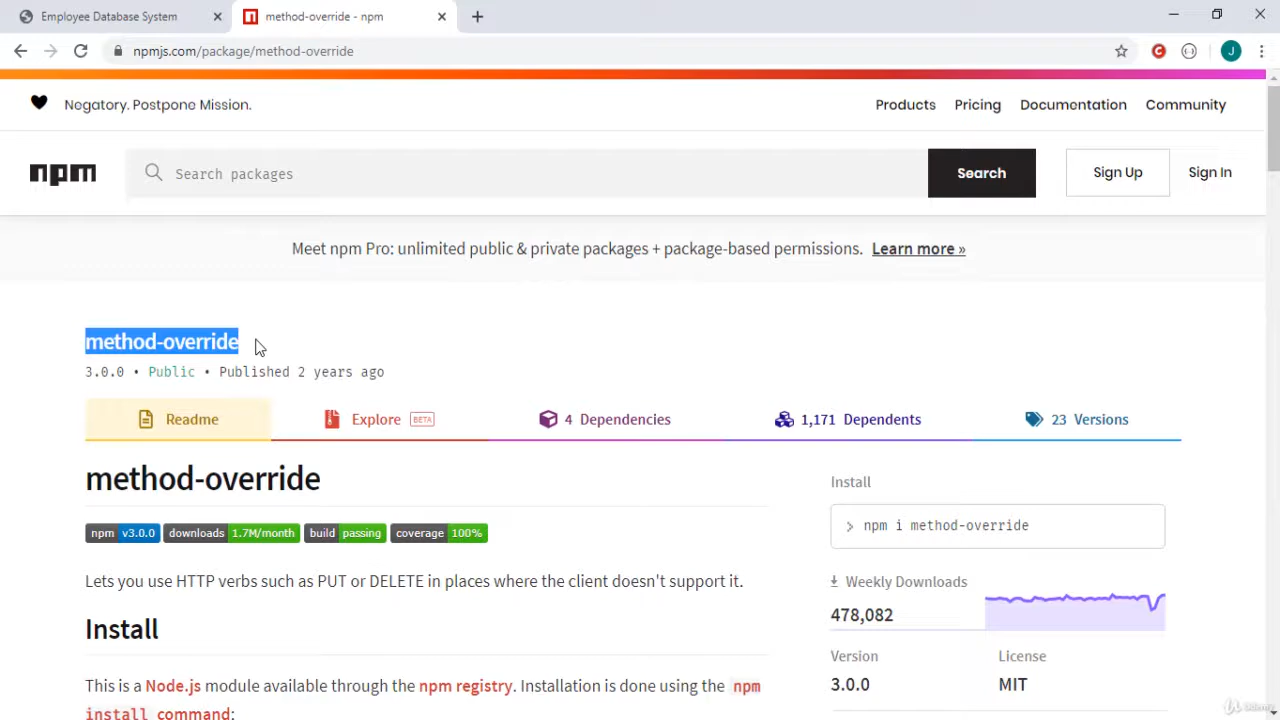 Employee Database System
method-override - npm
npmjs.com/package/method-override
J
Negatory. Postpone Mission.
Products
Pricing
Documentation
Community
npm
Search packages
Search
Sign Up
Sign In
Meet npm Pro: unlimited public & private packages + package-based permissions. Learn more »
method-override
3.0.0 • Public • Published 2 years ago
Readme
Explore BETA
4 Dependencies
1,171 Dependents
23 Versions
method-override
npm v3.0.0 downloads 1.7M/month build passing coverage 100%
Lets you use HTTP verbs such as PUT or DELETE in places where the client doesn't support it.
Install
This is a Node.js module available through the npm registry. Installation is done using the npm
install command:
Install
> npm i method-override
Weekly Downloads
478,082
Version
3.0.0
License
MIT
Udemy